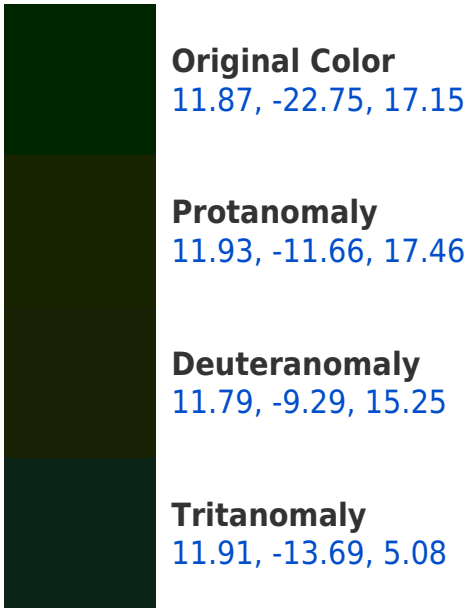 Original Color
11.87, -22.75, 17.15
Protanomaly
11.93, -11.66, 17.46
Deuteranomaly
11.79, -9.29, 15.25
Tritanomaly
11.91, -13.69, 5.08